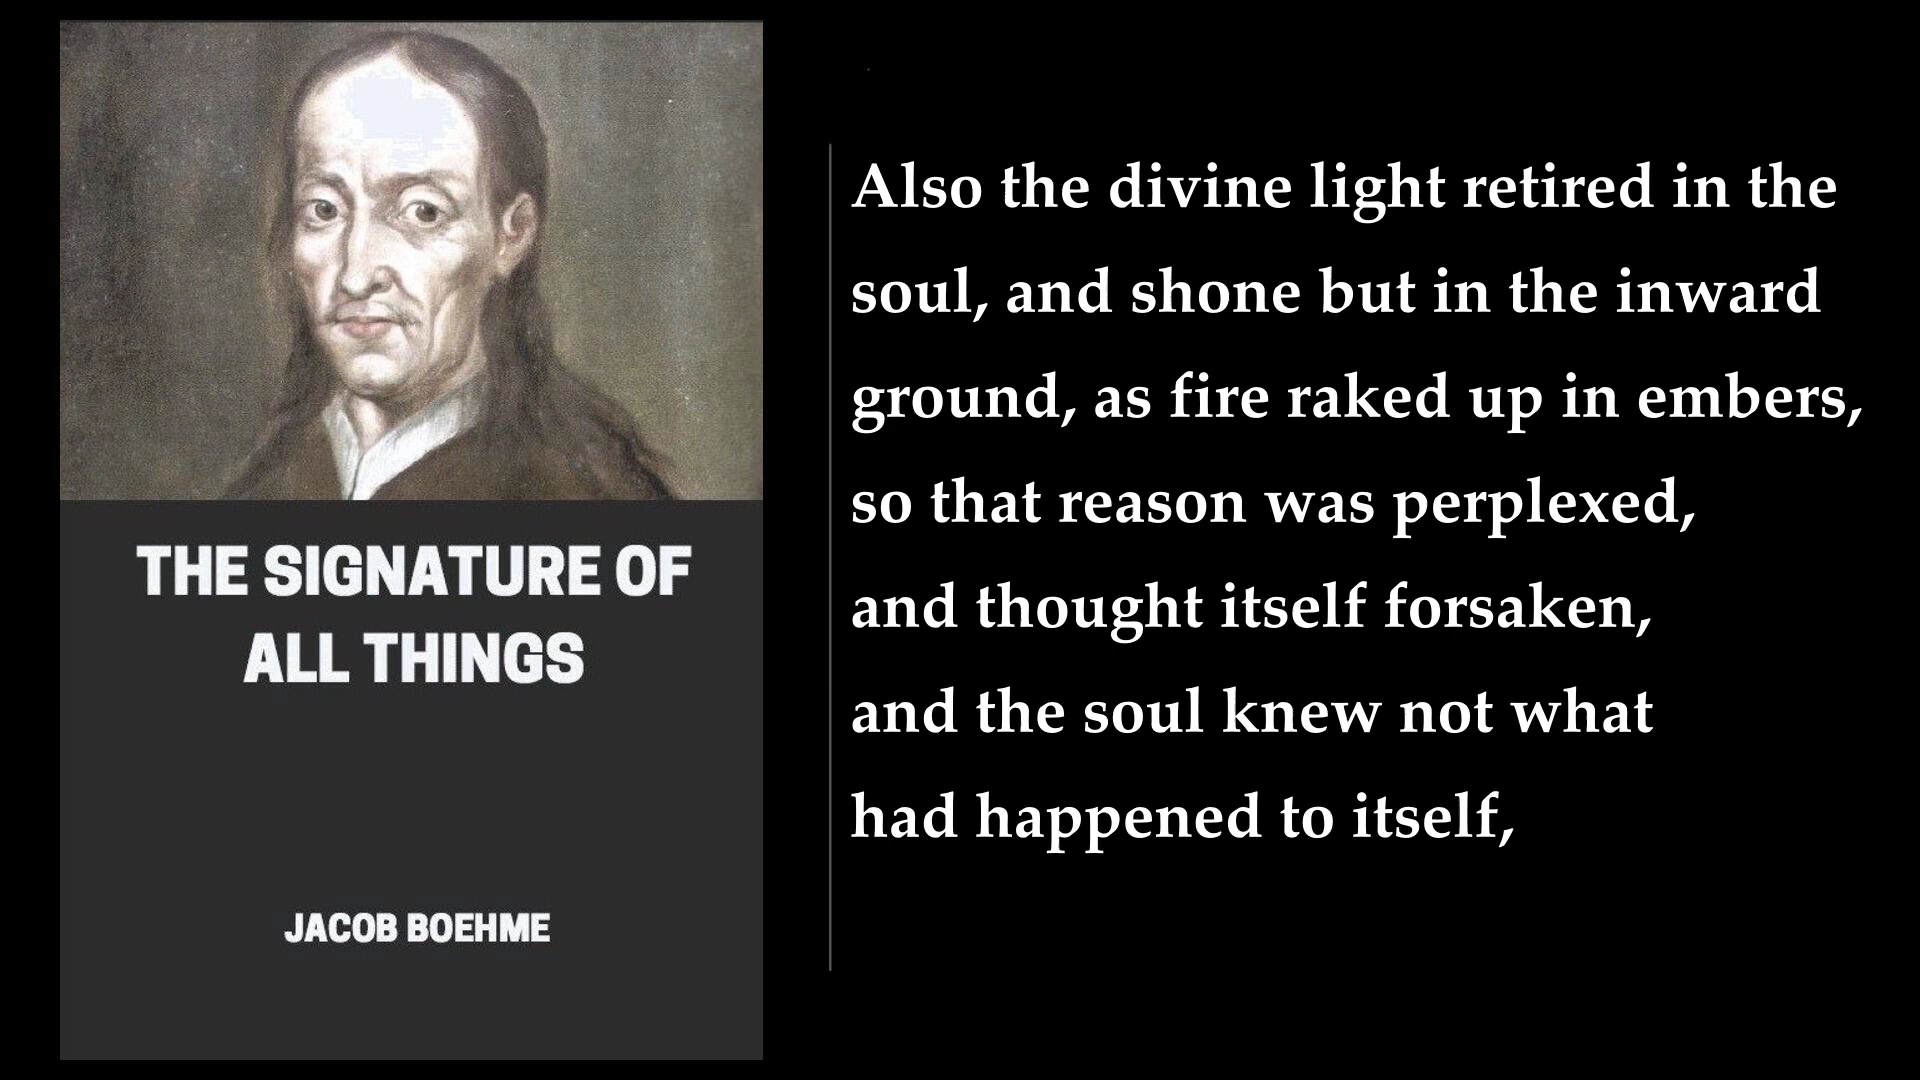 THE SIGNATURE OF
ALL THINGS
JACOB BOEHME
Also the divine light retired in the
soul, and shone but in the inward
ground, as fire raked up in embers,
so that reason was perplexed,
and thought itself forsaken,
and the soul knew not what
had happened to itself,